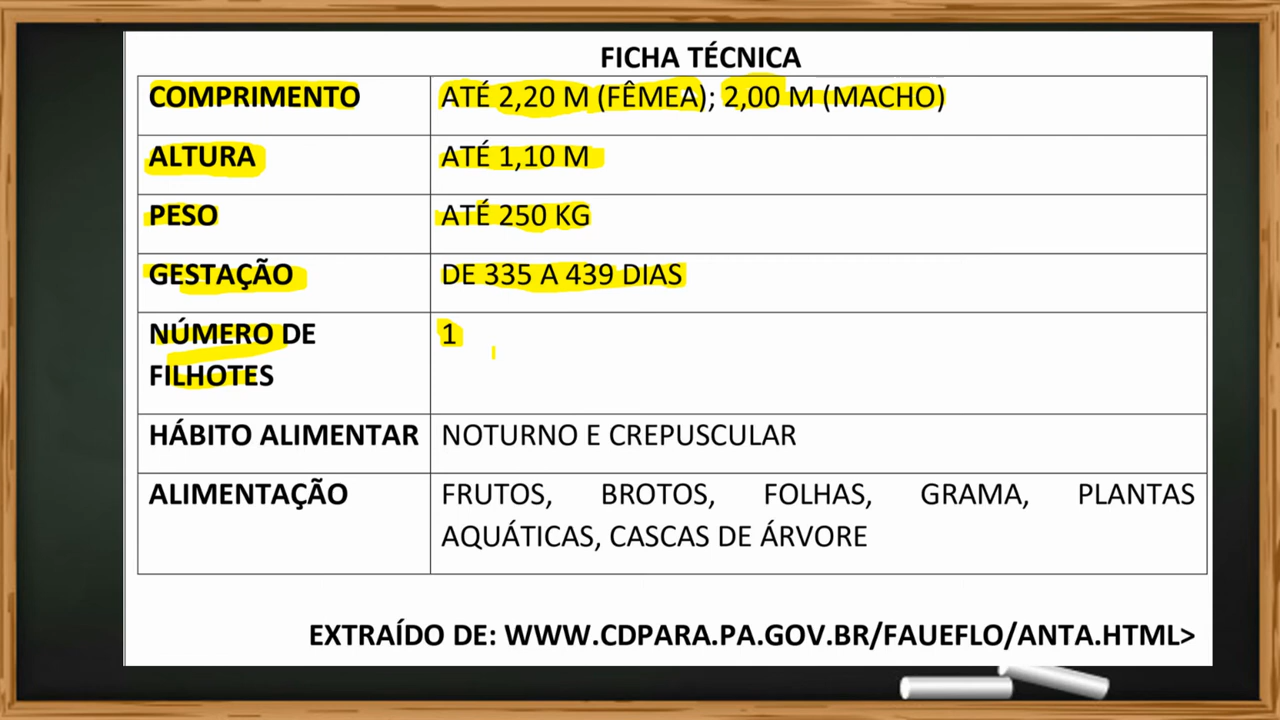 FICHA TÉCNICA
COMPRIMENTO ATÉ 2,20 M (FÊMEA); 2,00 M (MACHO)
ALTURA ATÉ 1,10 M
PESO ATÉ 250 KG
GESTAÇÃO DE 335 A 439 DIAS
NÚMERO DE 1
FILHOTES
HÁBITO ALIMENTAR NOTURNO E CREPUSCULAR
ALIMENTAÇÃO FRUTOS, BROTOS, FOLHAS, GRAMA, PLANTAS
AQUÁTICAS, CASCAS DE ÁRVORE
EXTRAÍDO DE: WWW.CDPARA.PA.GOV.BR/FAUEFLO/ANTA.HTML>